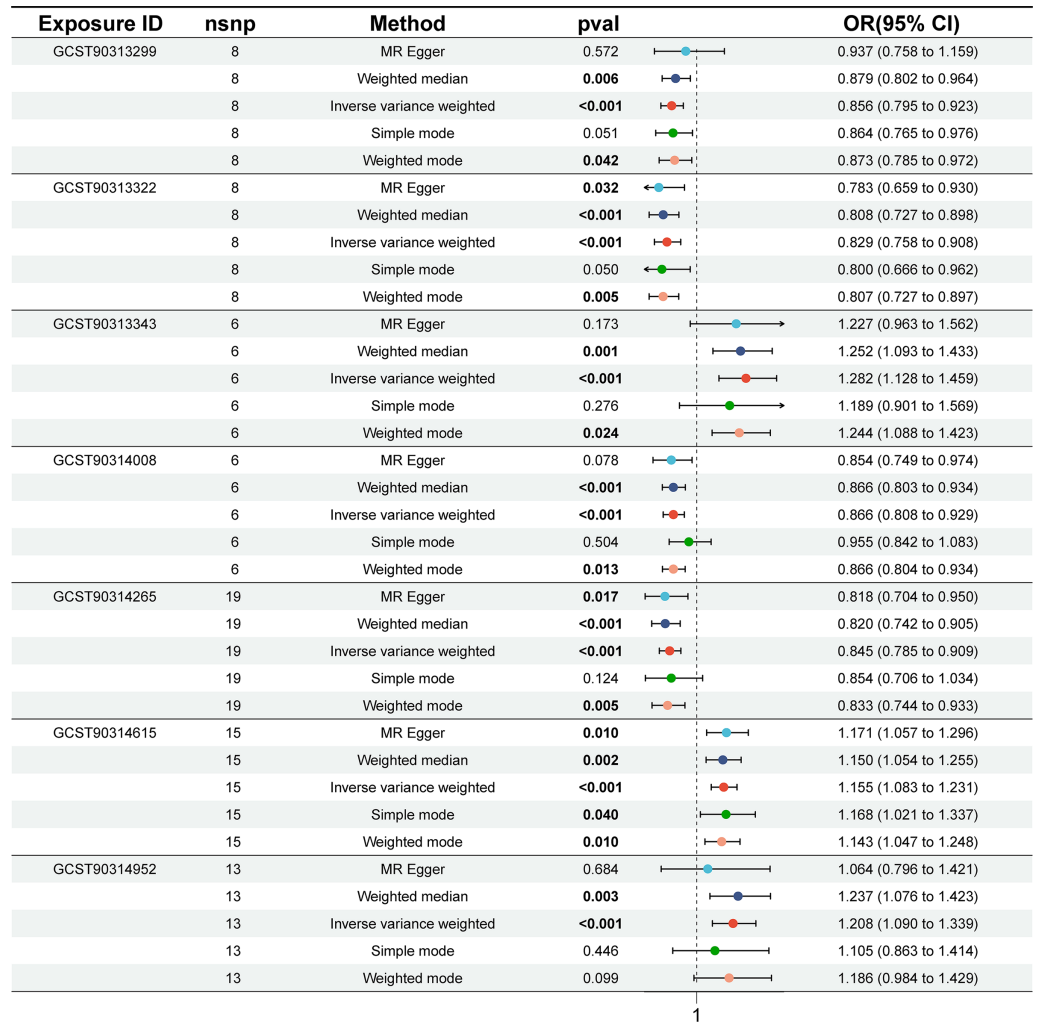 Exposure ID nsnp Method pval OR(95% CI)
GCST90313299 8 MR Egger 0.572 0.937 (0.758 to 1.159)
8 Weighted median 0.006 0.879 (0.802 to 0.964)
8 Inverse variance weighted <0.001 0.856 (0.795 to 0.923)
8 Simple mode 0.051 0.864 (0.765 to 0.976)
8 Weighted mode 0.042 0.873 (0.785 to 0.972)
GCST90313322 8 MR Egger 0.032 0.783 (0.659 to 0.930)
8 Weighted median <0.001 0.808 (0.727 to 0.898)
8 Inverse variance weighted <0.001 0.829 (0.758 to 0.908)
8 Simple mode 0.050 0.800 (0.666 to 0.962)
8 Weighted mode 0.005 0.807 (0.727 to 0.897)
GCST90313343 6 MR Egger 0.173 1.227 (0.963 to 1.562)
6 Weighted median 0.001 1.252 (1.093 to 1.433)
6 Inverse variance weighted <0.001 1.282 (1.128 to 1.459)
6 Simple mode 0.276 1.189 (0.901 to 1.569)
6 Weighted mode 0.024 1.244 (1.088 to 1.423)
GCST90314008 6 MR Egger 0.078 0.854 (0.749 to 0.974)
6 Weighted median <0.001 0.866 (0.803 to 0.934)
6 Inverse variance weighted <0.001 0.866 (0.808 to 0.929)
6 Simple mode 0.504 0.955 (0.842 to 1.083)
6 Weighted mode 0.013 0.866 (0.804 to 0.934)
GCST90314265 19 MR Egger 0.017 0.818 (0.704 to 0.950)
19 Weighted median <0.001 0.820 (0.742 to 0.905)
19 Inverse variance weighted <0.001 0.845 (0.785 to 0.909)
19 Simple mode 0.124 0.854 (0.706 to 1.034)
19 Weighted mode 0.005 0.833 (0.744 to 0.933)
GCST90314615 15 MR Egger 0.010 1.171 (1.057 to 1.296)
15 Weighted median 0.002 1.150 (1.054 to 1.255)
15 Inverse variance weighted <0.001 1.155 (1.083 to 1.231)
15 Simple mode 0.040 1.168 (1.021 to 1.337)
15 Weighted mode 0.010 1.143 (1.047 to 1.248)
GCST90314952 13 MR Egger 0.684 1.064 (0.796 to 1.421)
13 Weighted median 0.003 1.237 (1.076 to 1.423)
13 Inverse variance weighted <0.001 1.208 (1.090 to 1.339)
13 Simple mode 0.446 1.105 (0.863 to 1.414)
13 Weighted mode 0.099 1.186 (0.984 to 1.429)
1